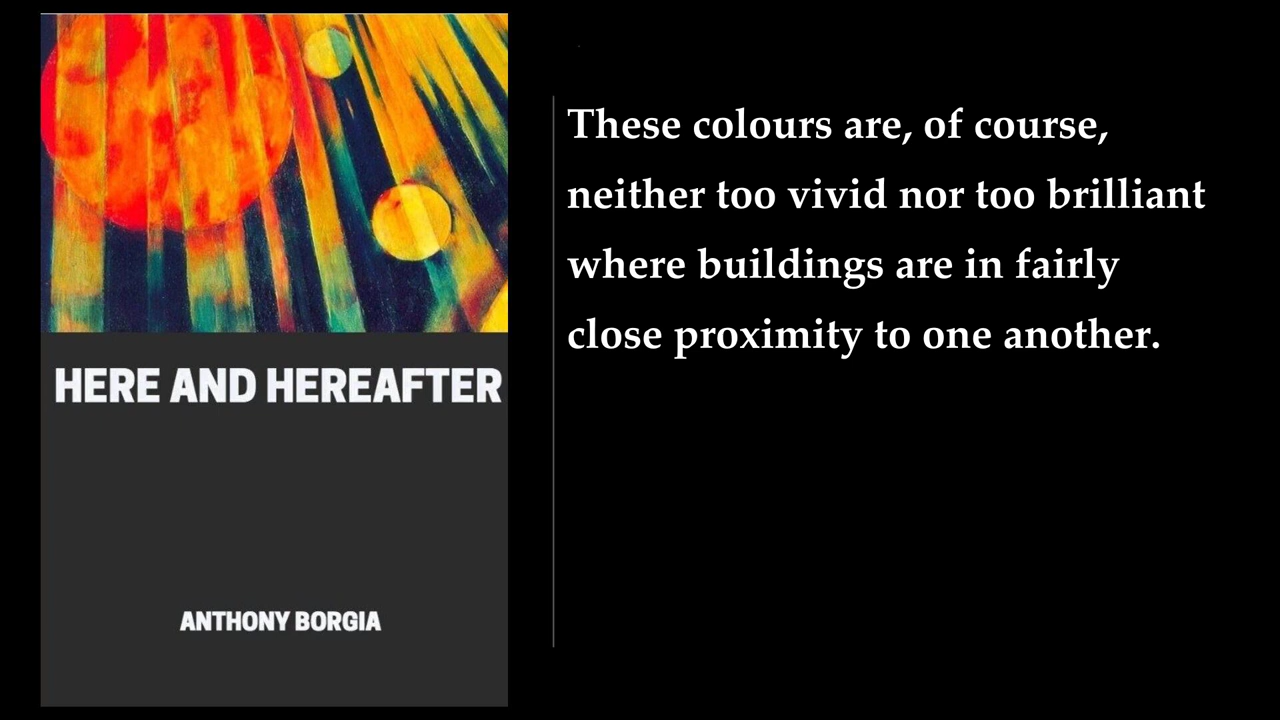 HERE AND HEREAFTER
ANTHONY BORGIA
These colours are, of course,
neither too vivid nor too brilliant
where buildings are in fairly
close proximity to one another.